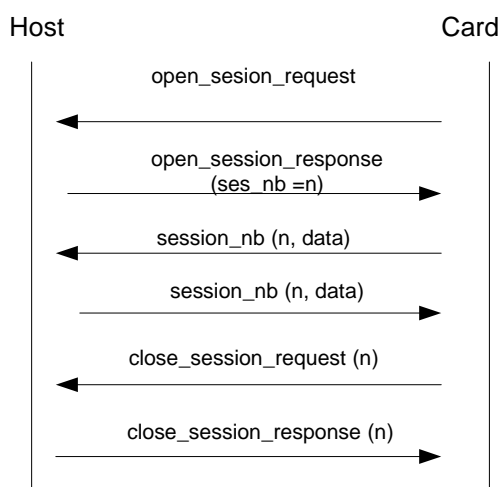 Host
Card
open_sesion_request
open_session_response
(ses_nb =n)
session_nb (n, data)
session_nb (n, data)
close_session_request (n)
close_session_response (n)